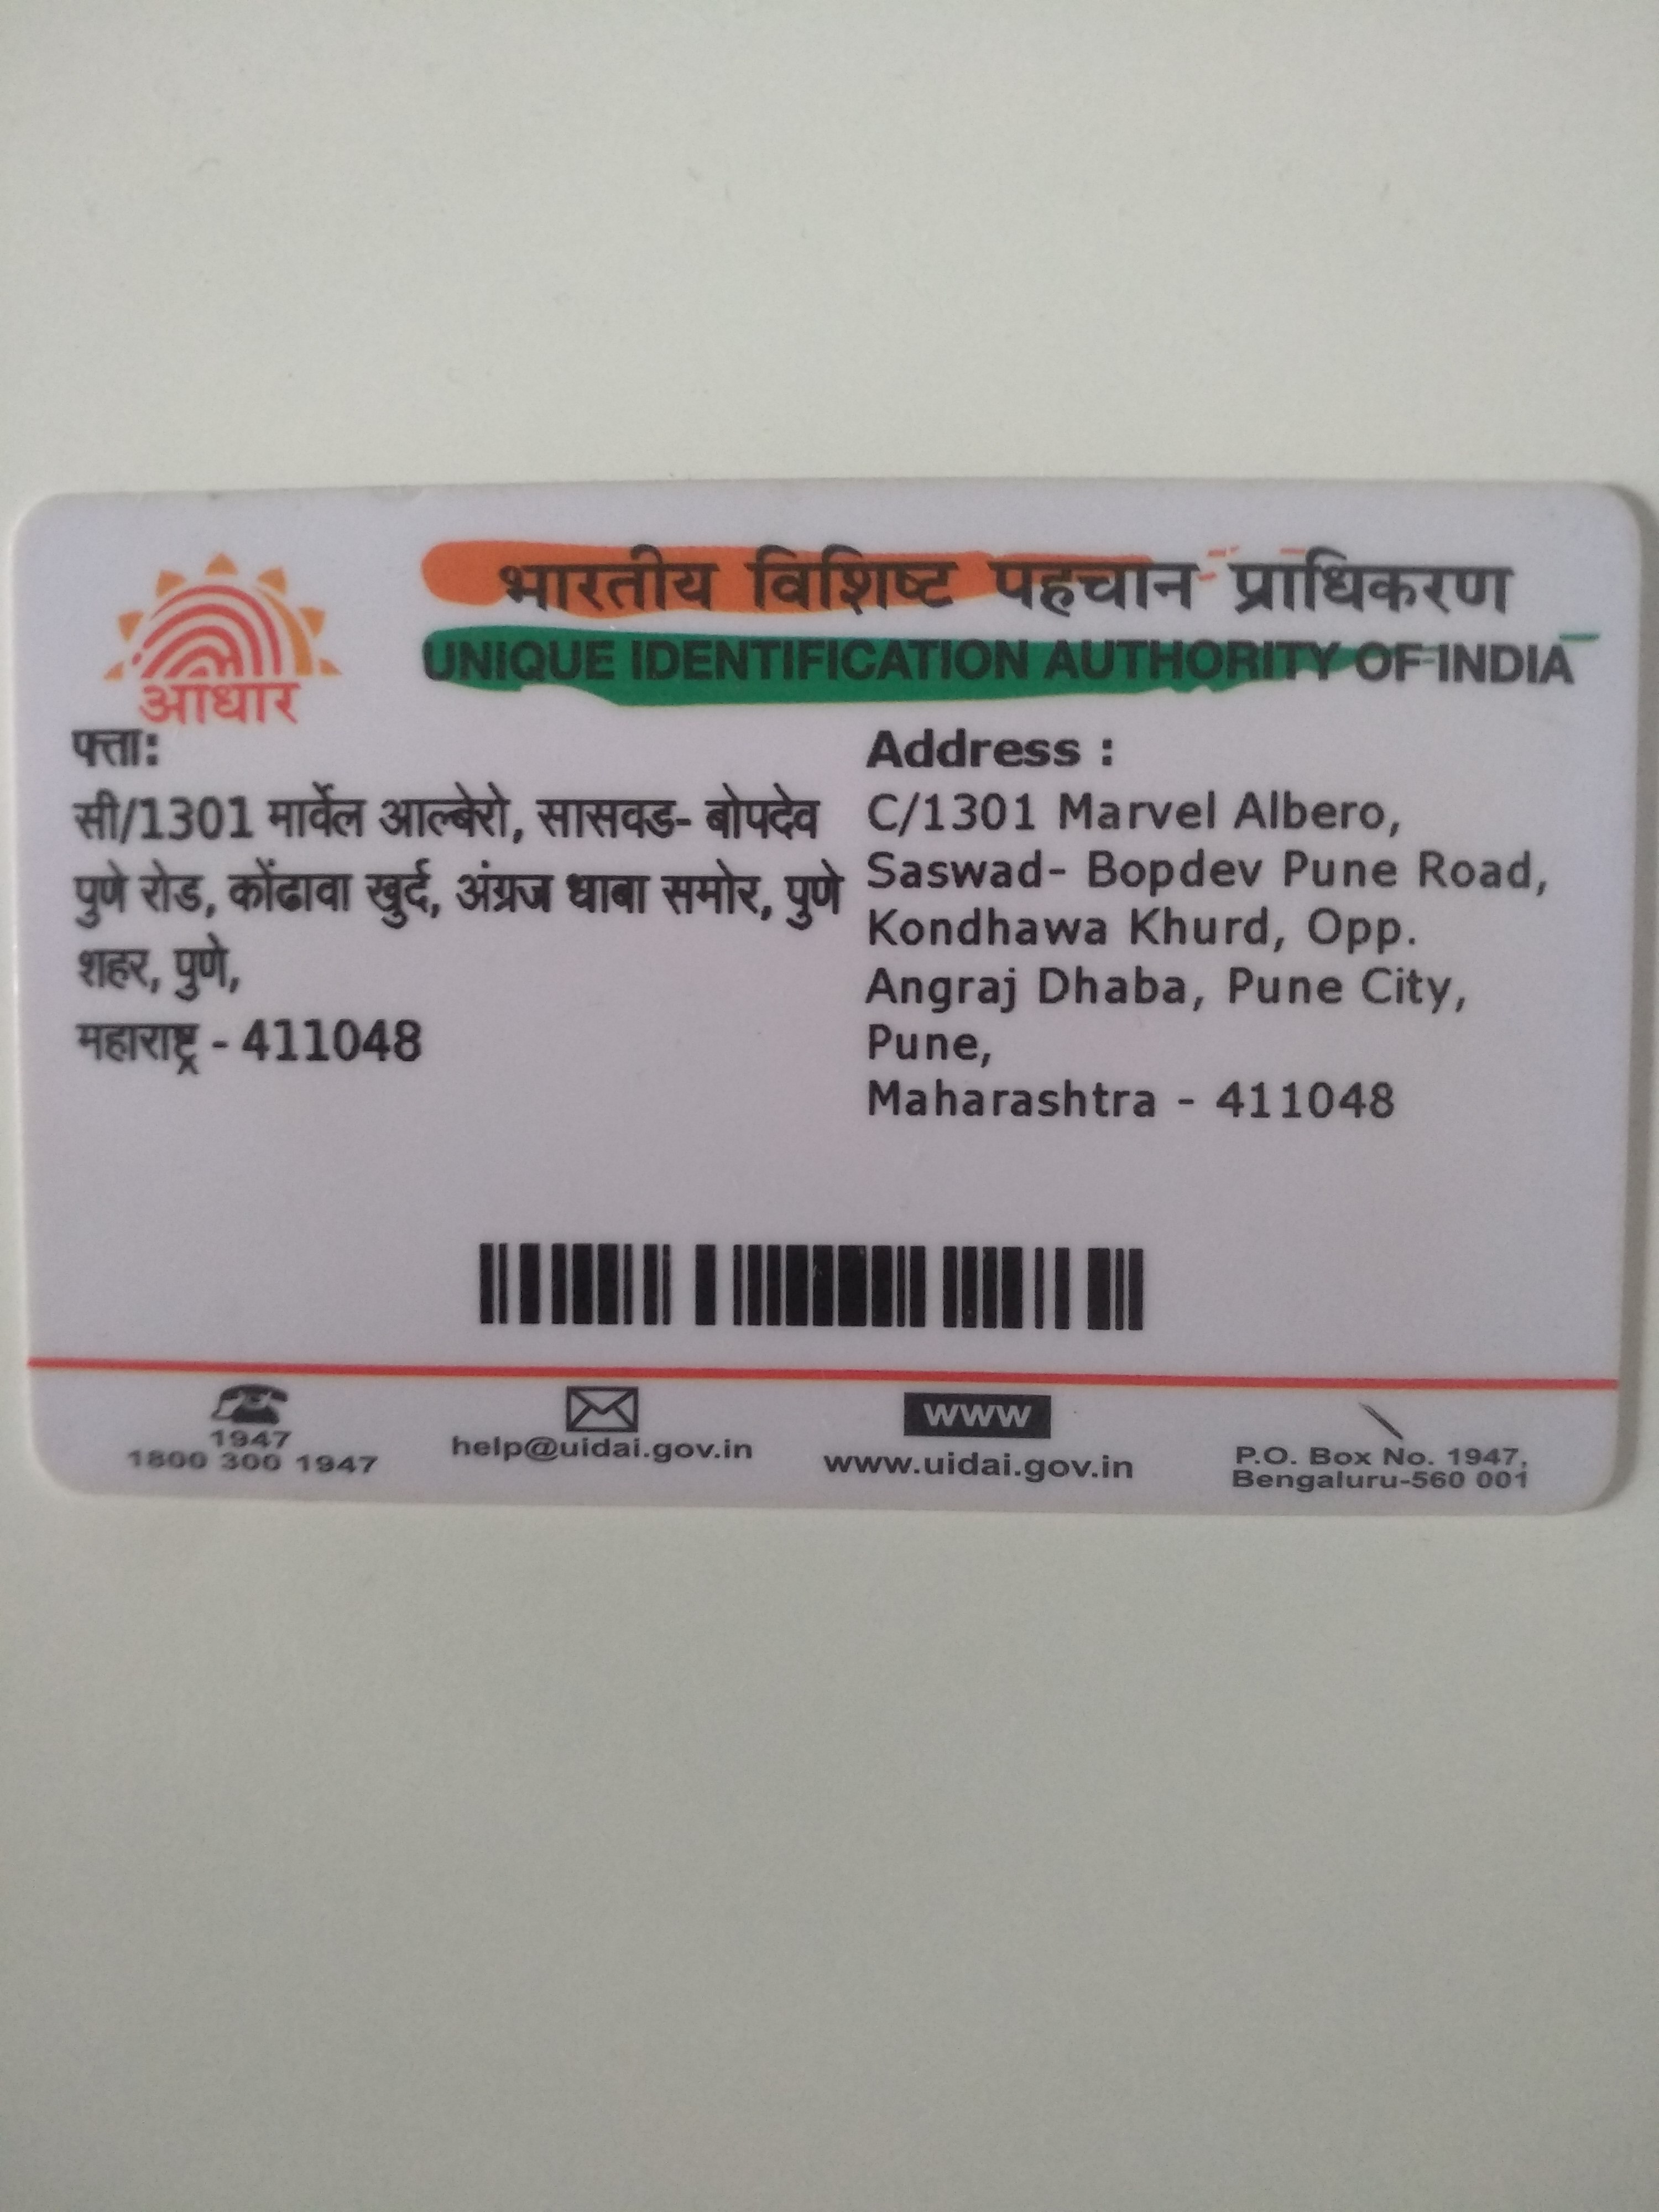 भारतीय विशिष्ट पहचान प्राधिकरण
UNIQUE IDENTIFICATION AUTHORITY OF INDIA
आधार
पत्ता:
सी/1301 मार्वेल आल्बेरो, सासवड- बोपदेव
पुणे रोड, कोंढावा खुर्द, अंग्रज धाबा समोर, पुणे
शहर, पुणे,
महाराष्ट्र - 411048
Address :
C/1301 Marvel Albero,
Saswad- Bopdev Pune Road,
Kondhawa Khurd, Opp.
Angraj Dhaba, Pune City,
Pune,
Maharashtra - 411048
1947
1800 300 1947
help@uidai.gov.in
www
www.uidai.gov.in
P.O. Box No. 1947,
Bengaluru-560 001